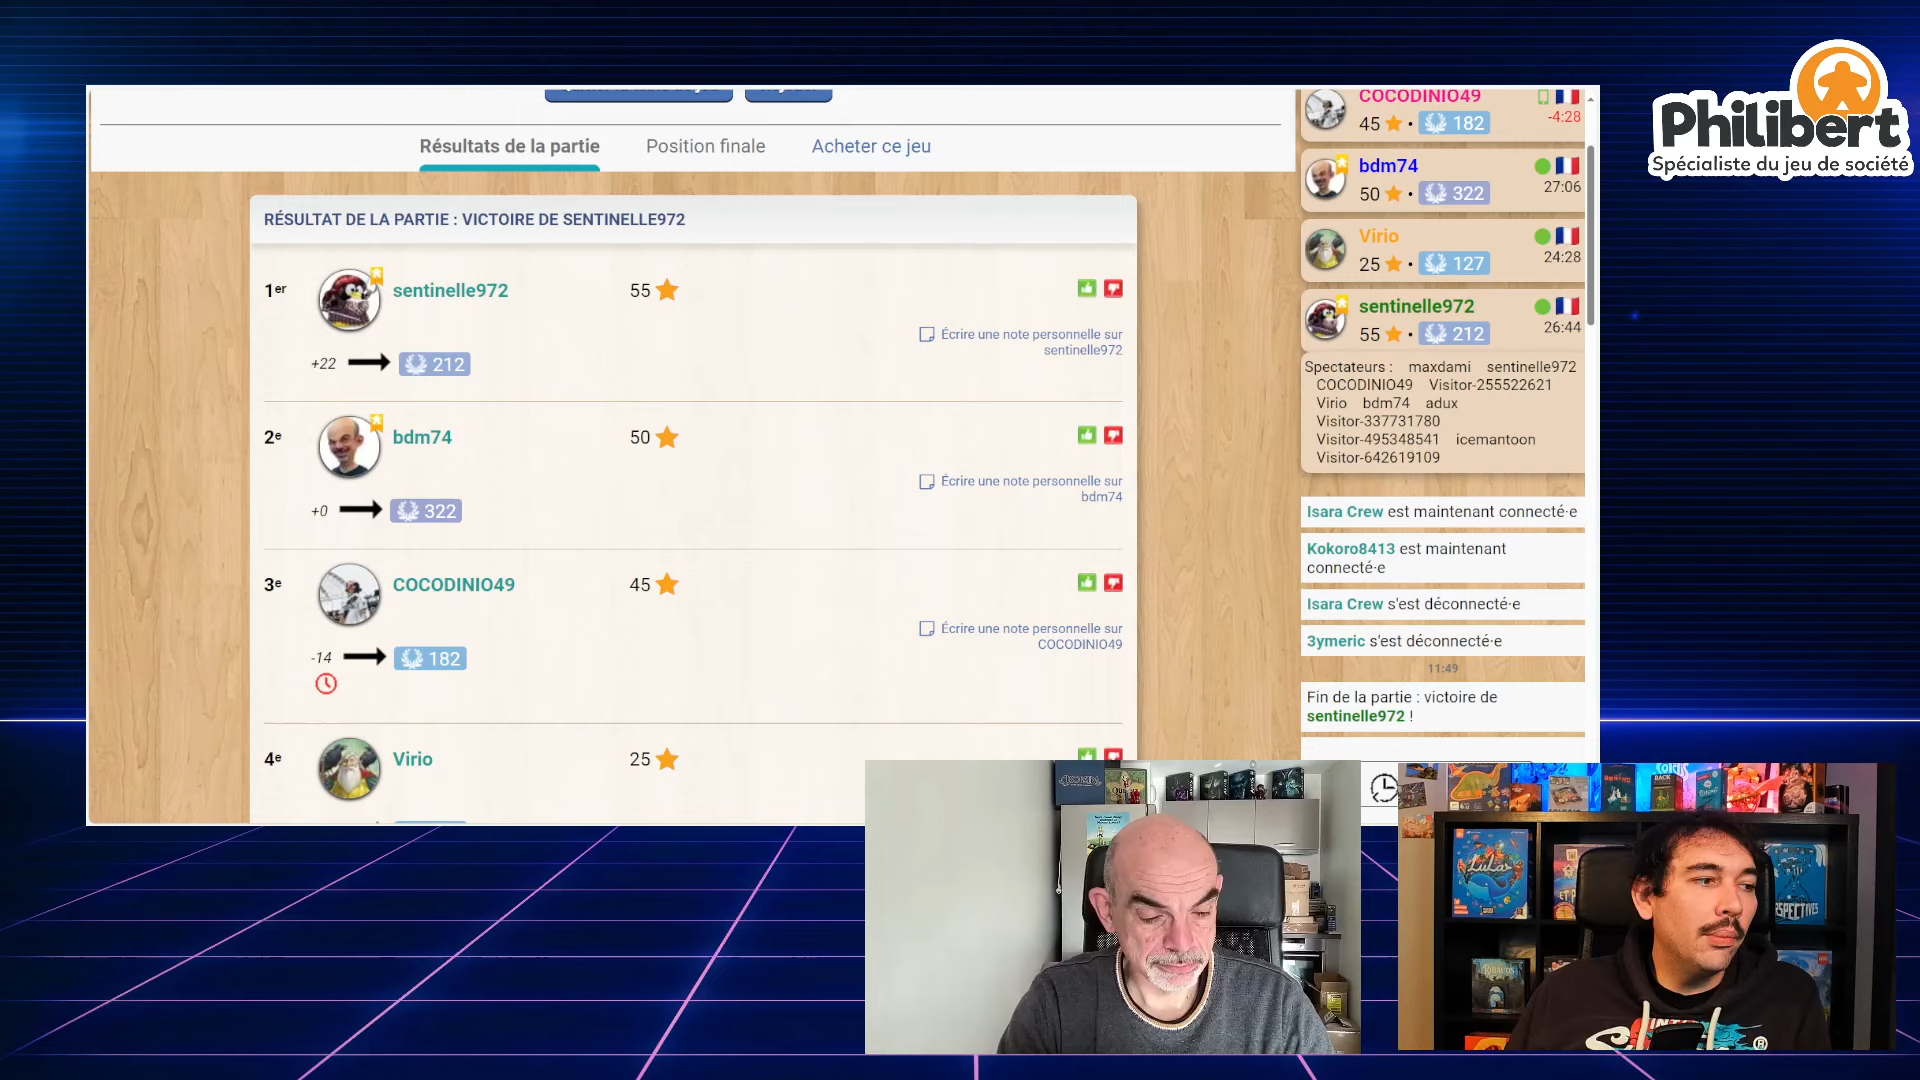 Résultats de la partie
Position finale
Acheter ce jeu
RÉSULTAT DE LA PARTIE : VICTOIRE DE SENTINELLE972
1er
sentinelle972
55
Écrire une note personnelle sur
sentinelle972
+22
212
2e
bdm74
50
Écrire une note personnelle sur
bdm74
+0
322
3e
COCODINIO49
45
Écrire une note personnelle sur
COCODINIO49
-14
182
4e
Virio
25
COCODINIO49
45 • 182
-4:28
bdm74
50 • 322
27:06
Virio
25 • 127
24:28
sentinelle972
55 • 212
26:44
Spectateurs : maxdami sentinelle972
COCODINIO49 Visitor-255522621
Virio bdm74 adux
Visitor-337731780
Visitor-495348541 icemantoon
Visitor-642619109
Isara Crew est maintenant connecté·e
Kokoro8413 est maintenant
connecté·e
Isara Crew s'est déconnecté·e
3ymeric s'est déconnecté·e
11:49
Fin de la partie : victoire de
sentinelle972 !
Philibert
Spécialiste du jeu de société